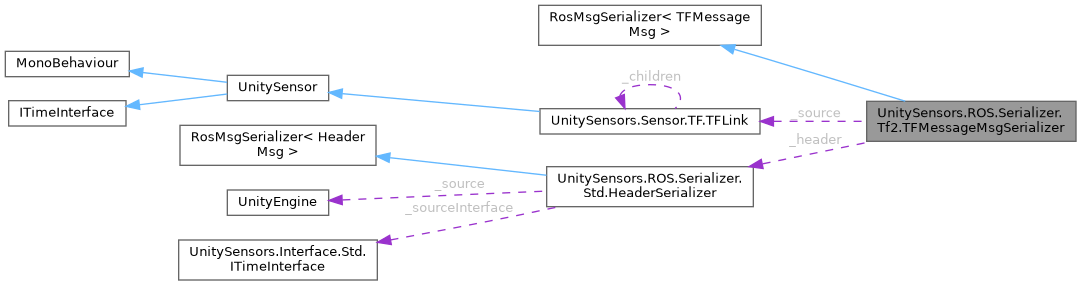 RosMsgSerializer< TFMessage
Msg >
MonoBehaviour
UnitySensor
ITimeInterface
_children
UnitySensors.Sensor.TF.TFLink
_source
UnitySensors.ROS.Serializer.
Tf2.TFMessageMsgSerializer
RosMsgSerializer< Header
Msg >
_header
UnitySensors.ROS.Serializer.
Std.HeaderSerializer
_source
UnityEngine
_sourceInterface
UnitySensors.Interface.Std.
ITimeInterface